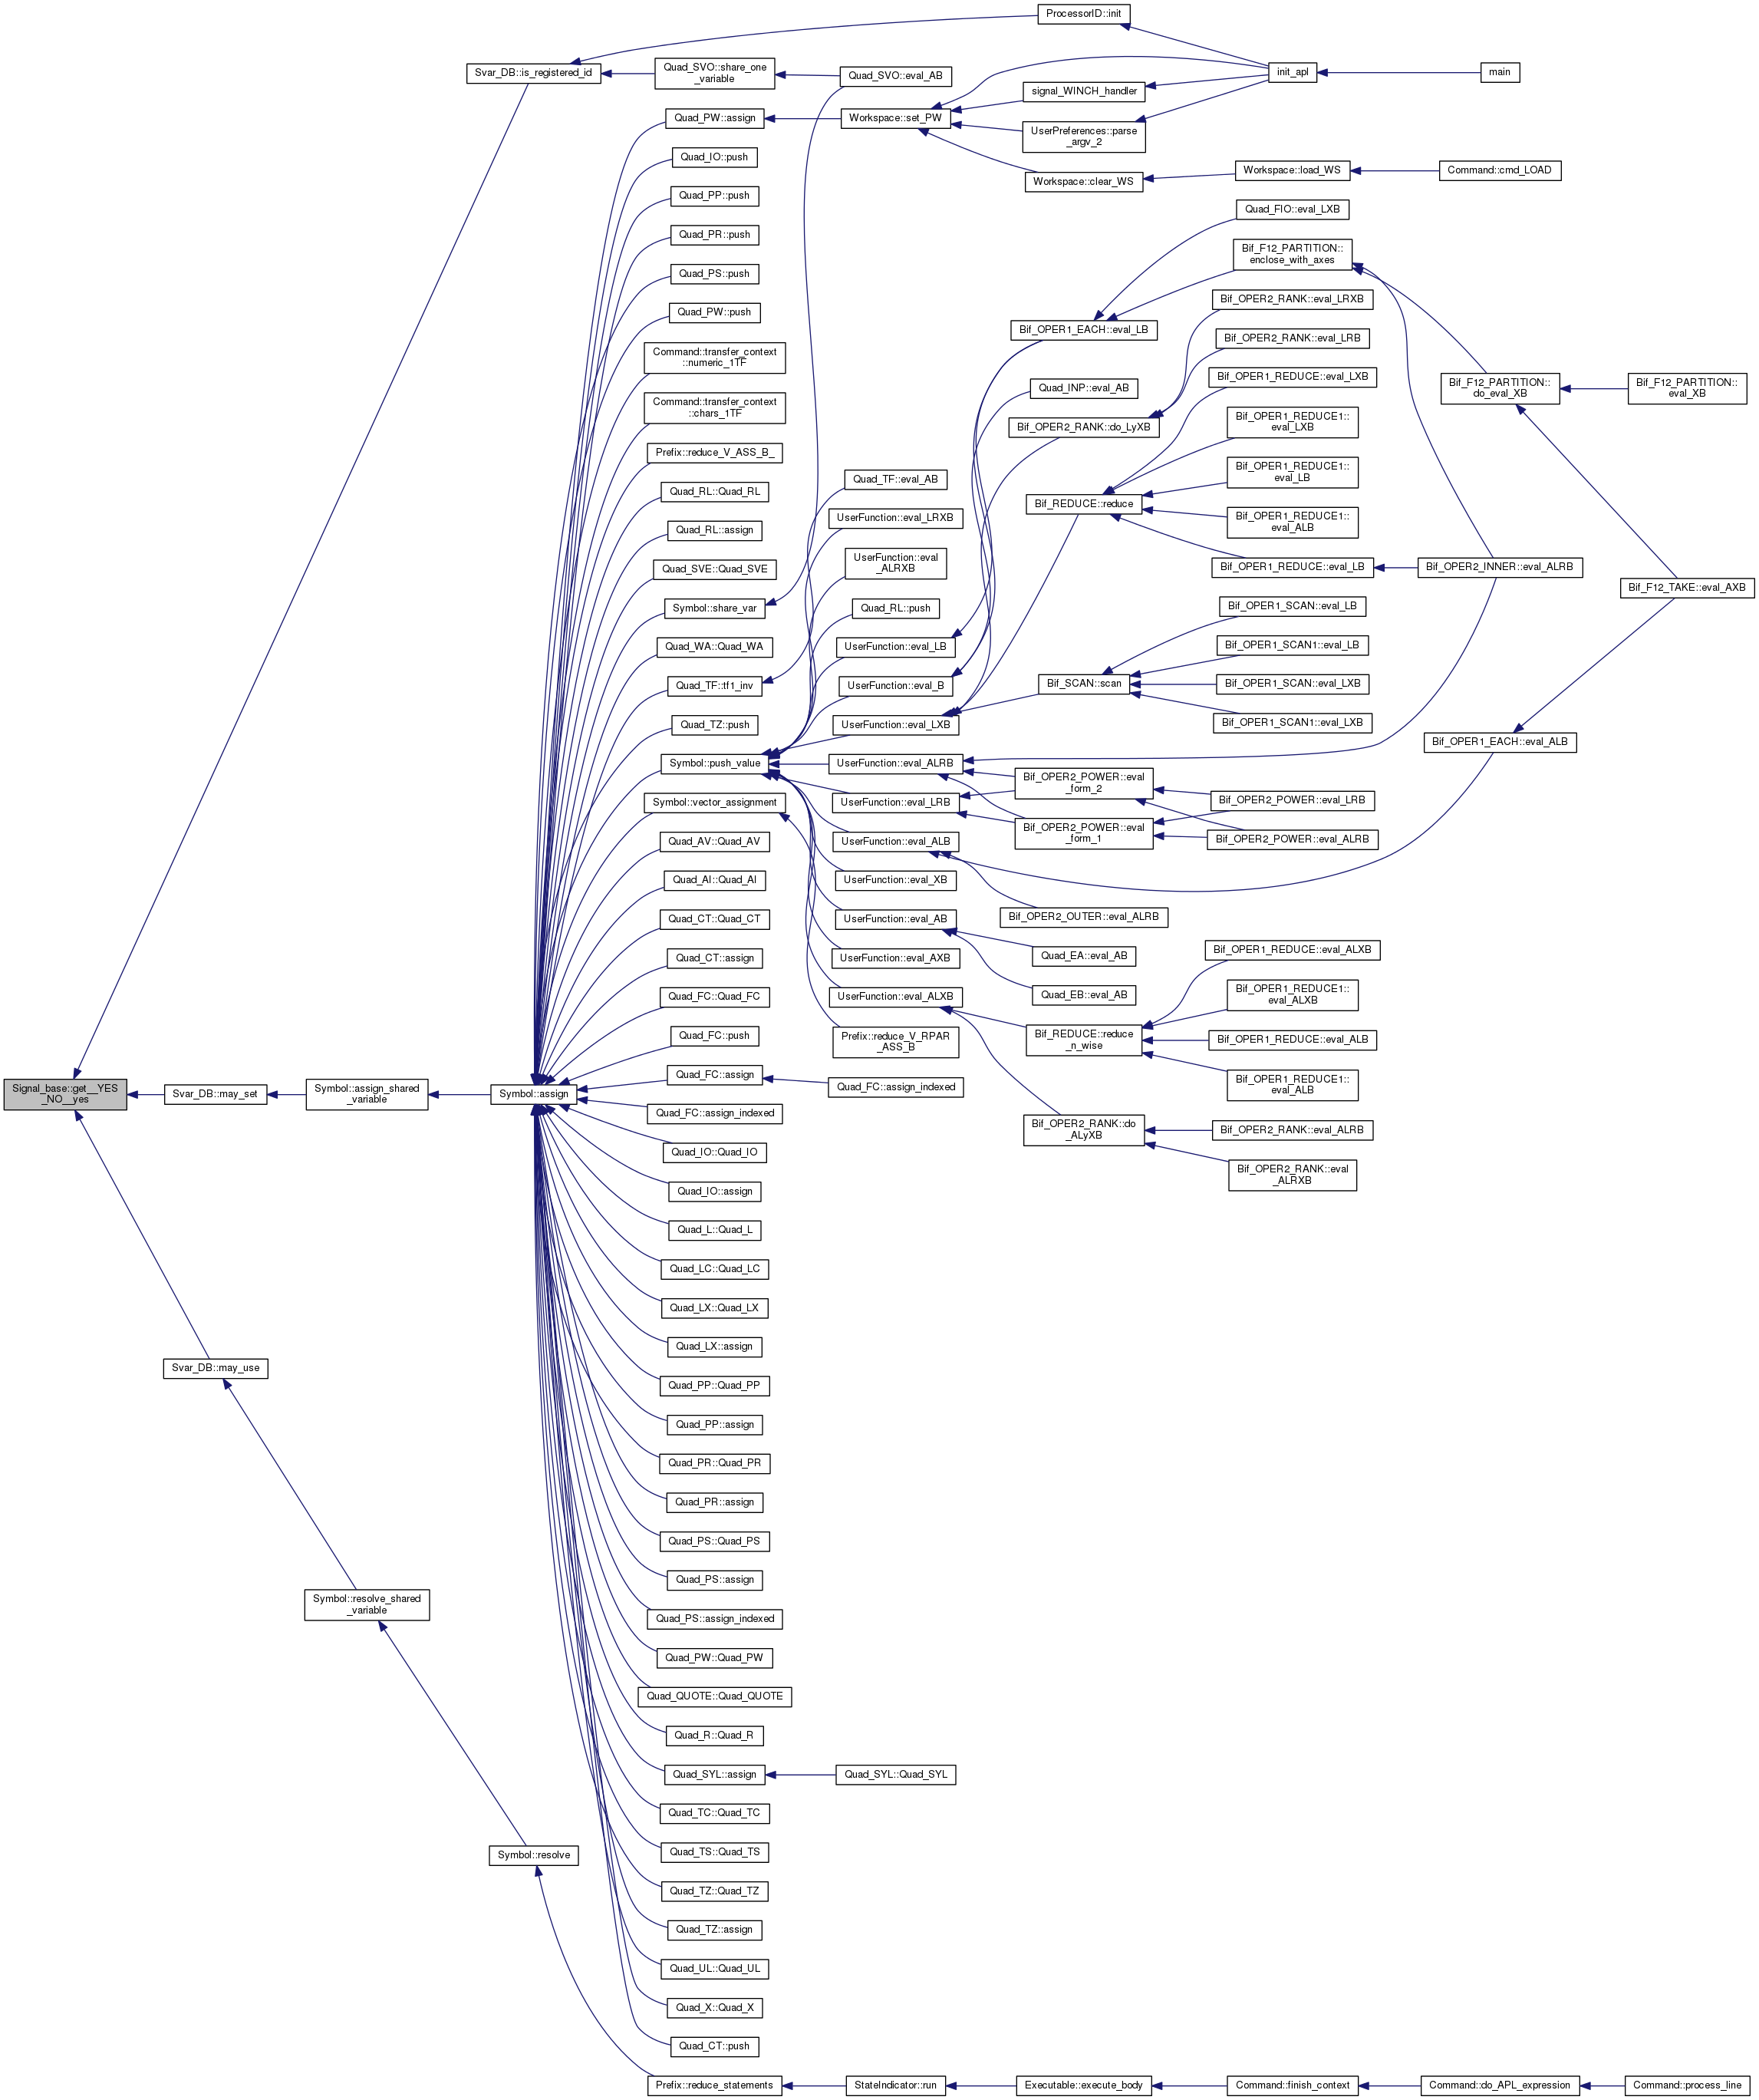 Signal_base::get__YES
_NO__yes
Svar_DB::is_registered_id
Svar_DB::may_set
Svar_DB::may_use
Symbol::assign_shared
_variable
Symbol::resolve_shared
_variable
Symbol::assign
Symbol::resolve
ProcessorID::init
init_apl
main
Quad_SVO::share_one
_variable
Quad_SVO::eval_AB
Quad_PW::assign
Workspace::set_PW
signal_WINCH_handler
UserPreferences::parse
_argv_2
Workspace::clear_WS
Workspace::load_WS
Command::cmd_LOAD
Quad_IO::push
Quad_PP::push
Quad_PR::push
Quad_PS::push
Quad_PW::push
Command::transfer_context
::numeric_1TF
Command::transfer_context
::chars_1TF
Prefix::reduce_V_ASS_B_
Quad_RL::Quad_RL
Quad_RL::assign
Quad_SVE::Quad_SVE
Symbol::share_var
Quad_WA::Quad_WA
Quad_TF::tf1_inv
Quad_TZ::push
Symbol::push_value
Symbol::vector_assignment
Quad_AV::Quad_AV
Quad_AI::Quad_AI
Quad_CT::Quad_CT
Quad_CT::assign
Quad_FC::Quad_FC
Quad_FC::push
Quad_FC::assign
Quad_FC::assign_indexed
Quad_FC::assign_indexed
Quad_IO::Quad_IO
Quad_IO::assign
Quad_L::Quad_L
Quad_LC::Quad_LC
Quad_LX::Quad_LX
Quad_LX::assign
Quad_PP::Quad_PP
Quad_PP::assign
Quad_PR::Quad_PR
Quad_PR::assign
Quad_PS::Quad_PS
Quad_PS::assign
Quad_PS::assign_indexed
Quad_PW::Quad_PW
Quad_QUOTE::Quad_QUOTE
Quad_R::Quad_R
Quad_SYL::assign
Quad_SYL::Quad_SYL
Quad_TC::Quad_TC
Quad_TS::Quad_TS
Quad_TZ::Quad_TZ
Quad_TZ::assign
Quad_UL::Quad_UL
Quad_X::Quad_X
Quad_CT::push
Prefix::reduce_statements
StateIndicator::run
Executable::execute_body
Command::finish_context
Command::do_APL_expression
Command::process_line
Quad_TF::eval_AB
UserFunction::eval_LRXB
UserFunction::eval
_ALRXB
Quad_RL::push
UserFunction::eval_LB
UserFunction::eval_B
UserFunction::eval_LXB
UserFunction::eval_ALRB
UserFunction::eval_LRB
UserFunction::eval_ALB
UserFunction::eval_XB
UserFunction::eval_AB
UserFunction::eval_AXB
UserFunction::eval_ALXB
Prefix::reduce_V_RPAR
_ASS_B
Bif_OPER1_EACH::eval_LB
Quad_INP::eval_AB
Bif_OPER2_RANK::do_LyXB
Bif_REDUCE::reduce
Bif_SCAN::scan
Bif_OPER2_POWER::eval
_form_2
Bif_OPER2_POWER::eval
_form_1
Bif_OPER2_OUTER::eval_ALRB
Quad_EA::eval_AB
Quad_EB::eval_AB
Bif_REDUCE::reduce
_n_wise
Bif_OPER2_RANK::do
_ALyXB
Quad_FIO::eval_LXB
Bif_F12_PARTITION::
enclose_with_axes
Bif_OPER2_RANK::eval_LRXB
Bif_OPER2_RANK::eval_LRB
Bif_OPER1_REDUCE::eval_LXB
Bif_OPER1_REDUCE1::
eval_LXB
Bif_OPER1_REDUCE1::
eval_LB
Bif_OPER1_REDUCE1::
eval_ALB
Bif_OPER1_REDUCE::eval_LB
Bif_OPER1_SCAN::eval_LB
Bif_OPER1_SCAN1::eval_LB
Bif_OPER1_SCAN::eval_LXB
Bif_OPER1_SCAN1::eval_LXB
Bif_OPER2_POWER::eval_LRB
Bif_OPER2_POWER::eval_ALRB
Bif_OPER1_REDUCE::eval_ALXB
Bif_OPER1_REDUCE1::
eval_ALXB
Bif_OPER1_REDUCE::eval_ALB
Bif_OPER1_REDUCE1::
eval_ALB
Bif_OPER2_RANK::eval_ALRB
Bif_OPER2_RANK::eval
_ALRXB
Bif_F12_PARTITION::
do_eval_XB
Bif_F12_PARTITION::
eval_XB
Bif_OPER2_INNER::eval_ALRB
Bif_F12_TAKE::eval_AXB
Bif_OPER1_EACH::eval_ALB